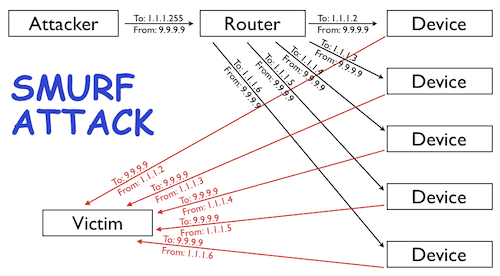 Attacker
To: 1.1.1.255
From: 9.9.9.9
Router
To: 1.1.1.2
From: 9.9.9.9
Device
To: 1.1.1.3
From: 9.9.9.9
Device
To: 1.1.1.4
From: 9.9.9.9
Device
To: 1.1.1.5
From: 9.9.9.9
Device
To: 1.1.1.6
From: 9.9.9.9
Device
SMURF
ATTACK
To: 9.9.9.9
From: 1.1.1.2
To: 9.9.9.9
From: 1.1.1.3
To: 9.9.9.9
From: 1.1.1.4
To: 9.9.9.9
From: 1.1.1.5
To: 9.9.9.9
From: 1.1.1.6
Victim